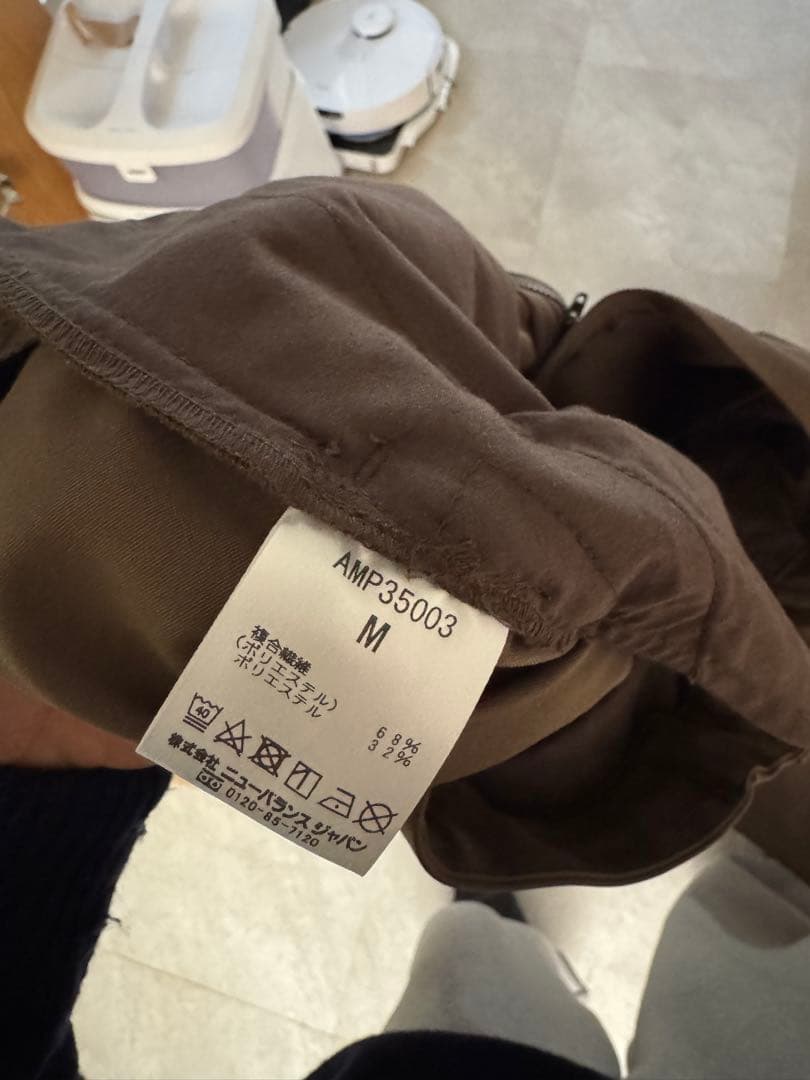 AMP35003
M
複合繊維
(ポリエステル) 68%
ポリエステル 32%
40
株式会社 ニューバランス ジャパン
0120-85-7120